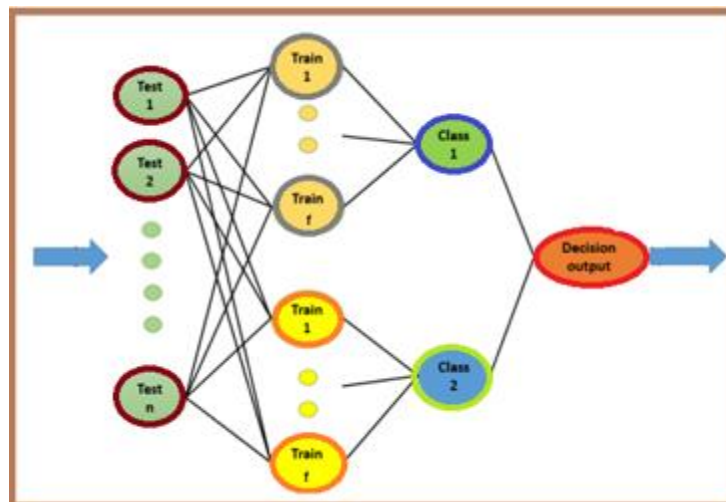 Test
1
Test
2
Test
n
Train
1
Train
f
Train
1
Train
f
Class
1
Class
2
Decision
output